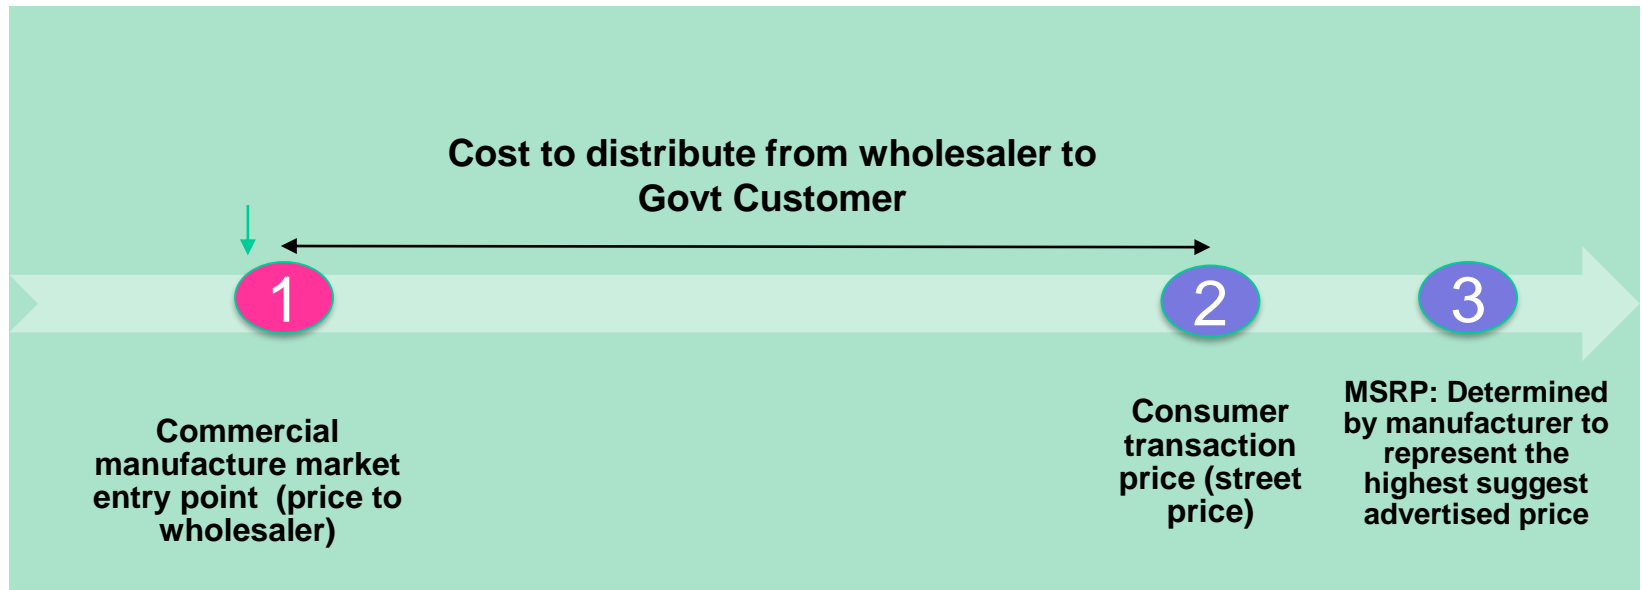 Cost to distribute from wholesaler to
Govt Customer
1
2
3
Commercial
manufacture market
entry point  (price to
wholesaler)
Consumer
transaction
price (street
price)
MSRP: Determined
by manufacturer to
represent the
highest suggest
advertised price